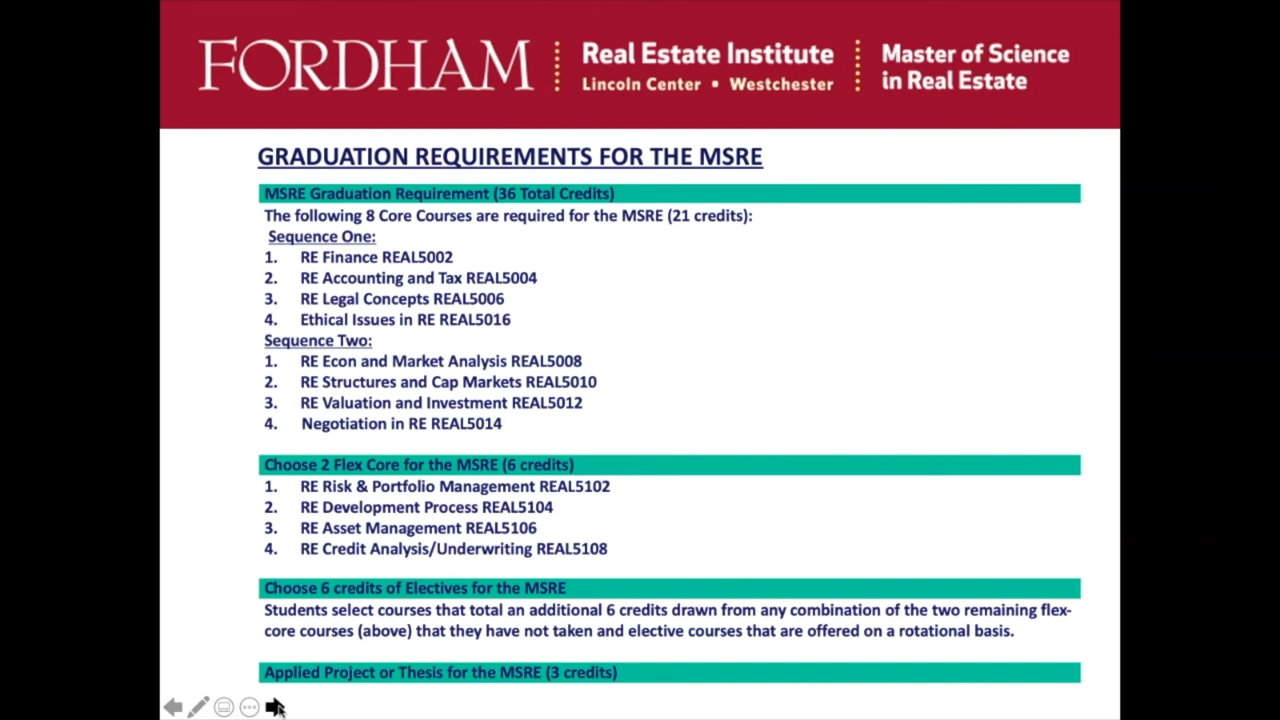 FORDHAM
Real Estate Institute
Lincoln Center • Westchester
Master of Science
in Real Estate
GRADUATION REQUIREMENTS FOR THE MSRE
MSRE Graduation Requirement (36 Total Credits)
The following 8 Core Courses are required for the MSRE (21 credits):
Sequence One:
1. RE Finance REAL5002
2. RE Accounting and Tax REAL5004
3. RE Legal Concepts REAL5006
4. Ethical Issues in RE REAL5016
Sequence Two:
1. RE Econ and Market Analysis REAL5008
2. RE Structures and Cap Markets REAL5010
3. RE Valuation and Investment REAL5012
4. Negotiation in RE REAL5014
Choose 2 Flex Core for the MSRE (6 credits)
1. RE Risk & Portfolio Management REAL5102
2. RE Development Process REAL5104
3. RE Asset Management REAL5106
4. RE Credit Analysis/Underwriting REAL5108
Choose 6 credits of Electives for the MSRE
Students select courses that total an additional 6 credits drawn from any combination of the two remaining flex-
core courses (above) that they have not taken and elective courses that are offered on a rotational basis.
Applied Project or Thesis for the MSRE (3 credits)